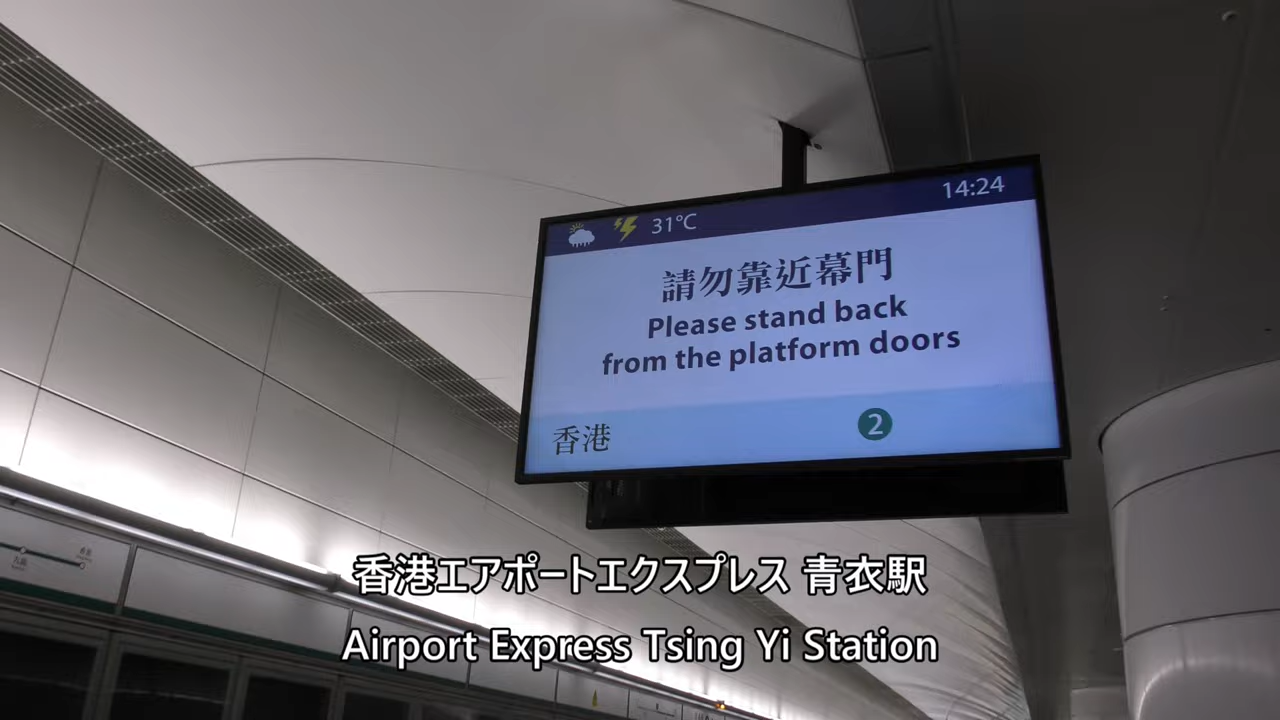 14:24
31°C
請勿靠近幕門
Please stand back
from the platform doors
香港
2
香港エアポートエクスプレス 青衣駅
Airport Express Tsing Yi Station